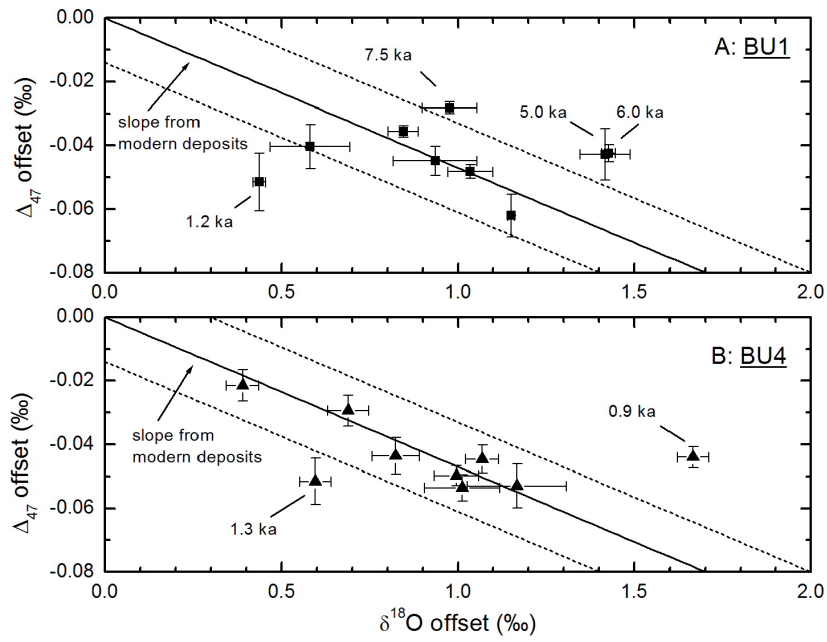 A: BU1
7.5 ka
5.0 ka
6.0 ka
slope from
modern deposits
1.2 ka
0.00
-0.02
-0.04
-0.06
-0.08
Δ47 offset (‰)
0.0 0.5 1.0 1.5 2.0
B: BU4
0.9 ka
slope from
modern deposits
1.3 ka
0.00
-0.02
-0.04
-0.06
-0.08
Δ47 offset (‰)
0.0 0.5 1.0 1.5 2.0
δ18O offset (‰)